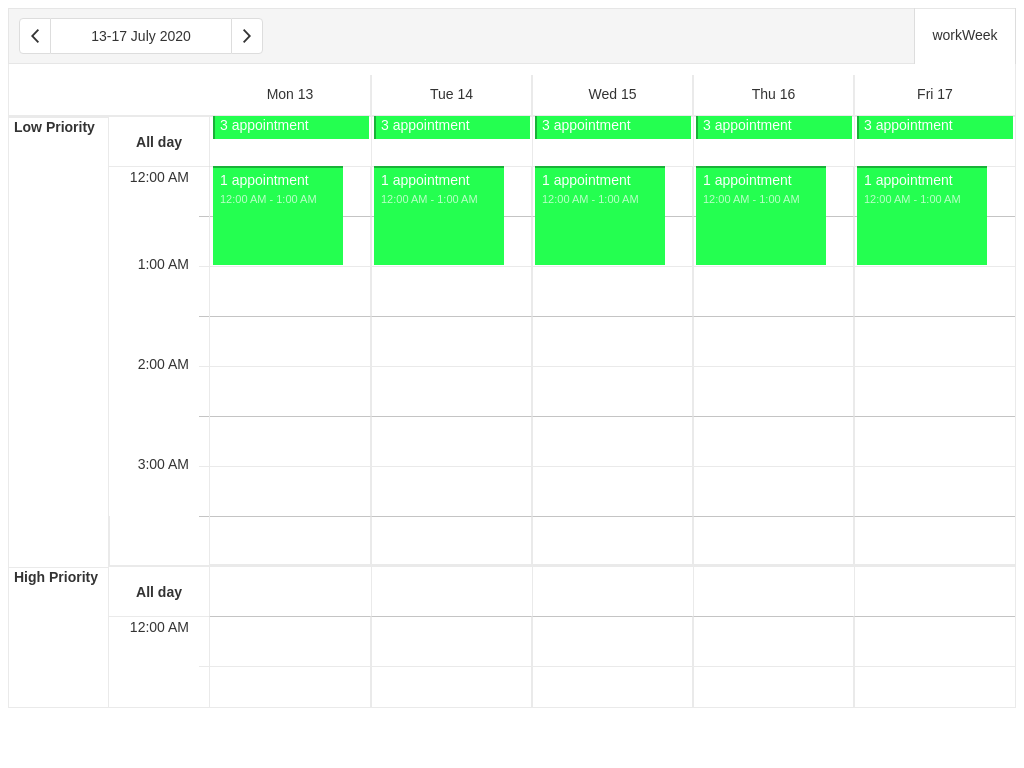 13-17 July 2020
workWeek
Mon 13
Tue 14
Wed 15
Thu 16
Fri 17
Low Priority
All day
3 appointment
3 appointment
3 appointment
3 appointment
3 appointment
12:00 AM
1 appointment
12:00 AM - 1:00 AM
1 appointment
12:00 AM - 1:00 AM
1 appointment
12:00 AM - 1:00 AM
1 appointment
12:00 AM - 1:00 AM
1 appointment
12:00 AM - 1:00 AM
1:00 AM
2:00 AM
3:00 AM
High Priority
All day
12:00 AM